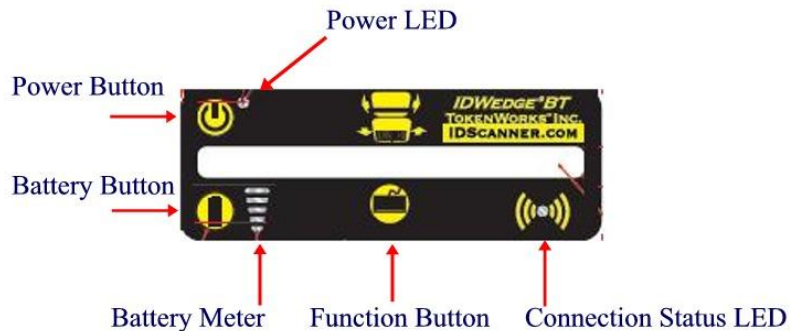 Power LED
Power Button
IDWEDGE®BT
TOKENWORKS®INC.
IDSCANNER.COM
Battery Button
Battery Meter
Function Button
Connection Status LED